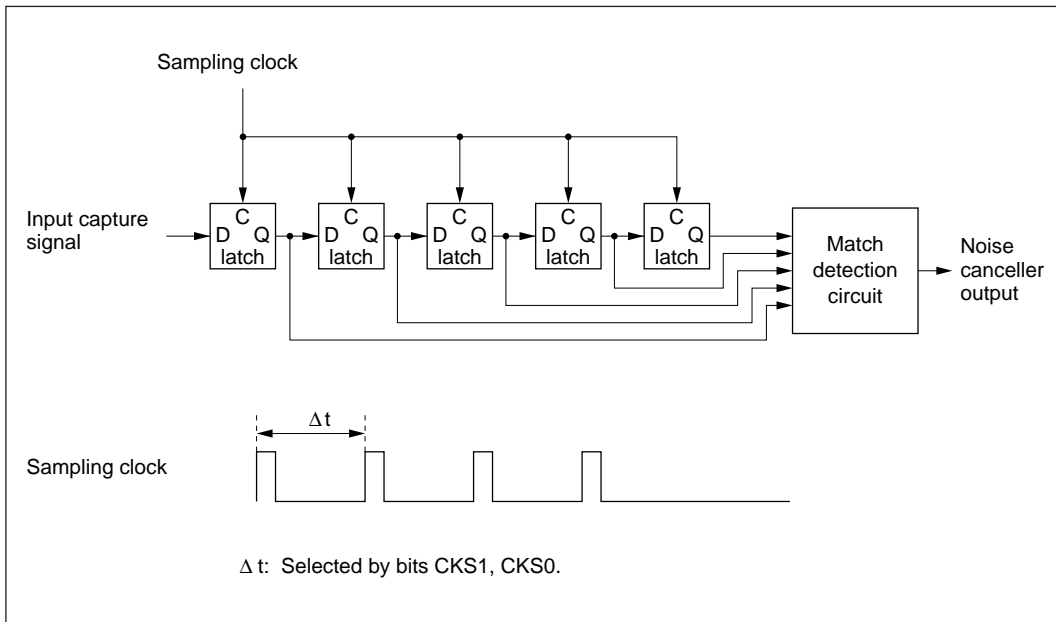 Sampling clock
Input capture
signal
C
D Q
latch
C
D Q
latch
C
D Q
latch
C
D Q
latch
C
D Q
latch
Match
detection
circuit
Noise
canceller
output
Δ t
Sampling clock
Δ t: Selected by bits CKS1, CKS0.